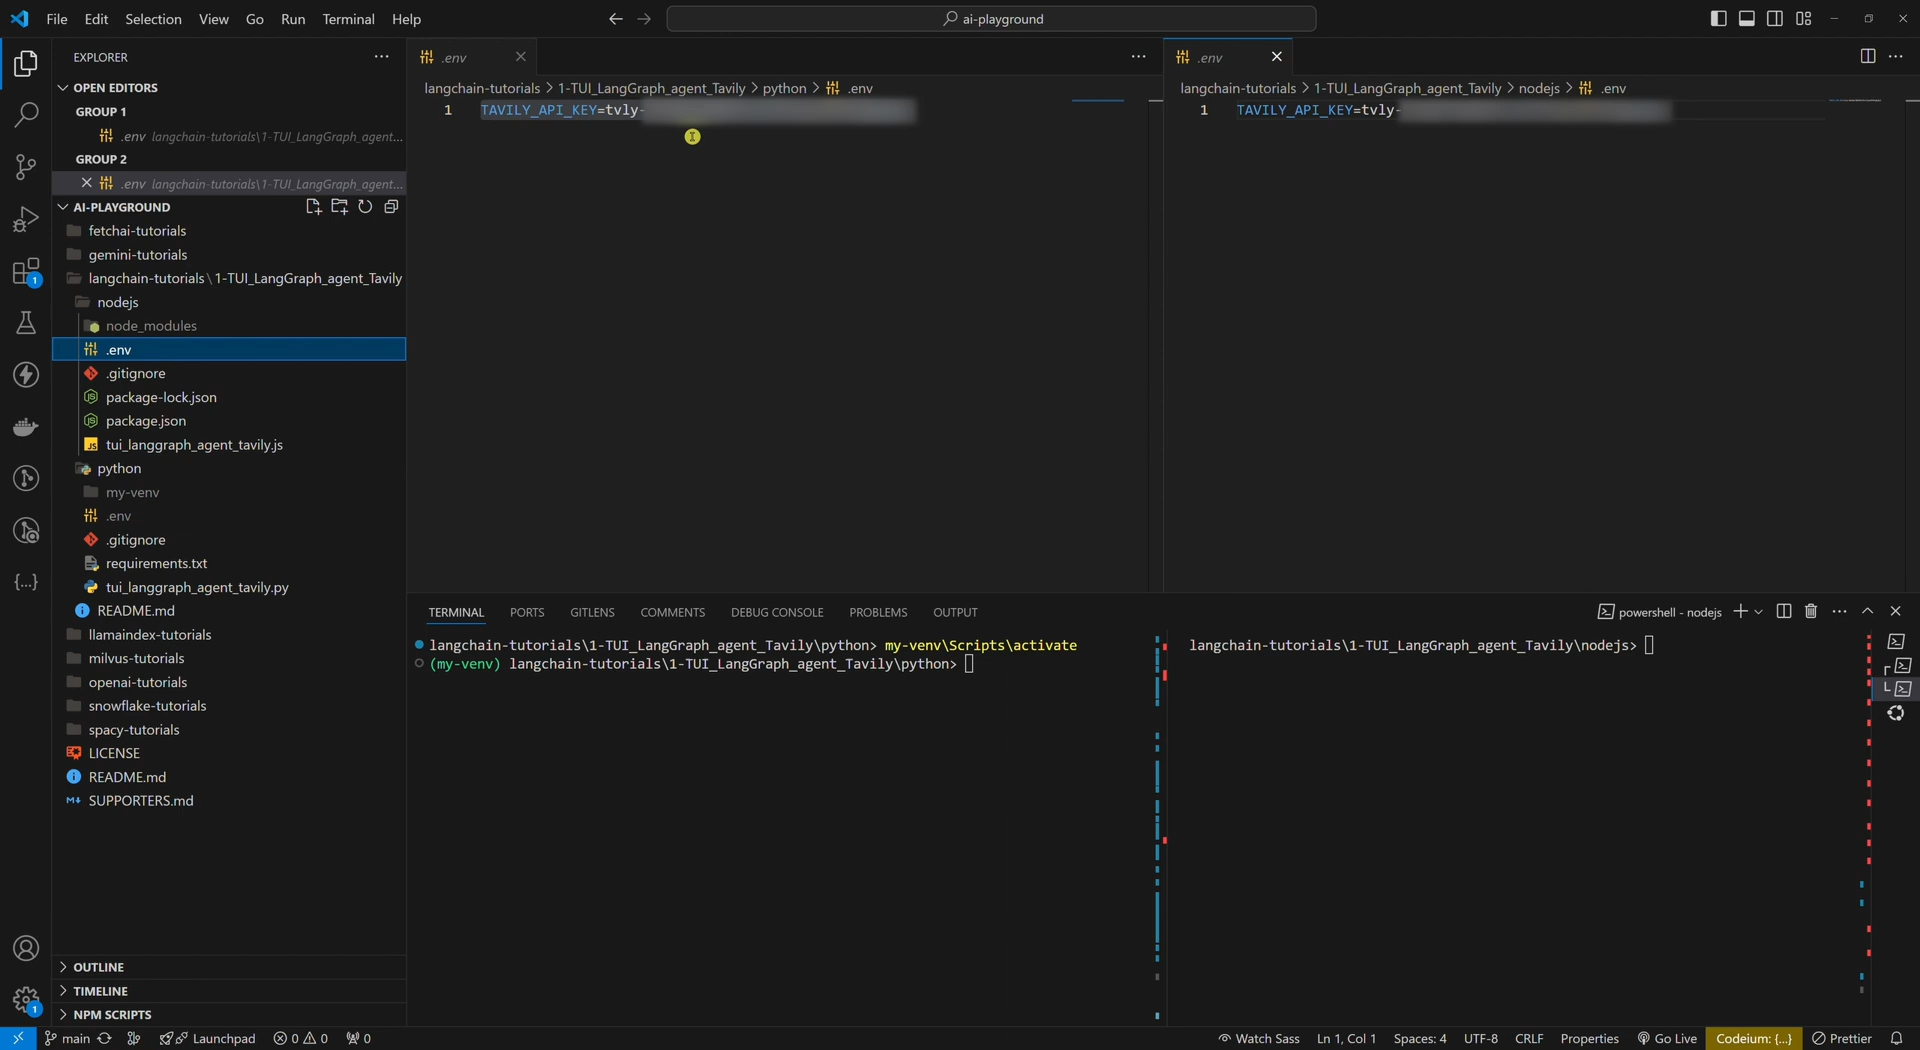 File Edit Selection View Go Run Terminal Help
ai-playground
EXPLORER
OPEN EDITORS
GROUP 1
.env langchain-tutorials\1-TUI_LangGraph_agent...
GROUP 2
.env langchain-tutorials\1-TUI_LangGraph_agent...
AI-PLAYGROUND
fetchai-tutorials
gemini-tutorials
langchain-tutorials\1-TUI_LangGraph_agent_Tavily
nodejs
node_modules
.env
.gitignore
package-lock.json
package.json
tui_langgraph_agent_tavily.js
python
my-venv
.env
.gitignore
requirements.txt
tui_langgraph_agent_tavily.py
README.md
llamaindex-tutorials
milvus-tutorials
openai-tutorials
snowflake-tutorials
spacy-tutorials
LICENSE
README.md
SUPPORTERS.md
OUTLINE
TIMELINE
NPM SCRIPTS
.env
langchain-tutorials > 1-TUI_LangGraph_agent_Tavily > python > .env
1 TAVILY_API_KEY=tvly-
.env
langchain-tutorials > 1-TUI_LangGraph_agent_Tavily > nodejs > .env
1 TAVILY_API_KEY=tvly-
TERMINAL PORTS GITLENS COMMENTS DEBUG CONSOLE PROBLEMS OUTPUT
powershell - nodejs
langchain-tutorials\1-TUI_LangGraph_agent_Tavily\python> my-venv\Scripts\activate
(my-venv) langchain-tutorials\1-TUI_LangGraph_agent_Tavily\python>
langchain-tutorials\1-TUI_LangGraph_agent_Tavily\nodejs>
1
1
main Launchpad 0 0 0
Watch Sass Ln 1, Col 1 Spaces: 4 UTF-8 CRLF Properties Go Live Codeium: {...} Prettier